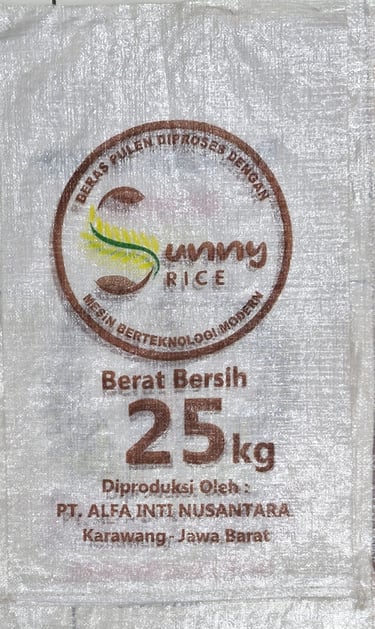 BERAS PULEN DIPROSES DENGAN
Sunny
RICE
MESIN BERTEKNOLOGI MODERN
Berat Bersih
25kg
Diproduksi Oleh :
PT. ALFA INTI NUSANTARA
Karawang - Jawa Barat